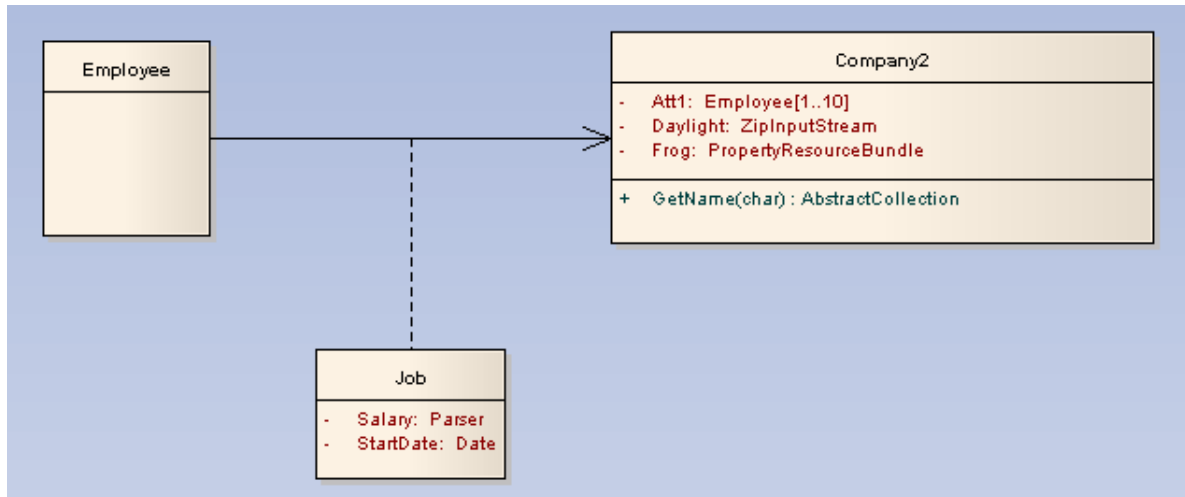 Employee
Company2
- Att1: Employee[1..10]
- Daylight: ZipInputStream
- Frog: PropertyResourceBundle
+ GetName(char) : AbstractCollection
Job
- Salary: Parser
- StartDate: Date